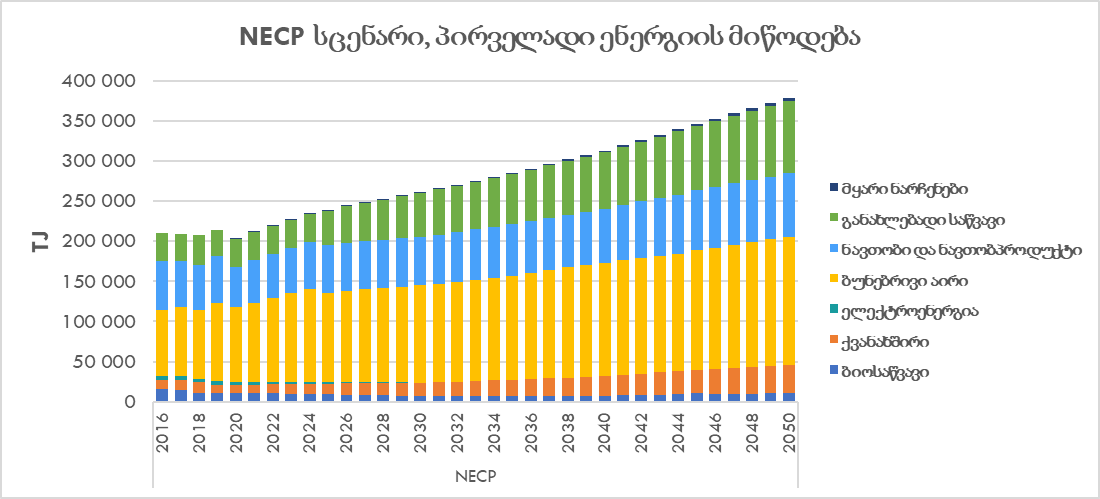 NECP სცენარი, პირველადი ენერგიის მიწოდება
TJ
400 000
350 000
300 000
250 000
200 000
150 000
100 000
50 000
0
2016
2018
2020
2022
2024
2026
2028
2030
2032
2034
2036
2038
2040
2042
2044
2046
2048
2050
NECP
მყარი ნარჩენები
განახლებადი საწვავი
ნავთობი და ნავთობპროდუქტი
ბუნებრივი აირი
ელექტროენერგია
ქვანახშირი
ბიოსაწვავი